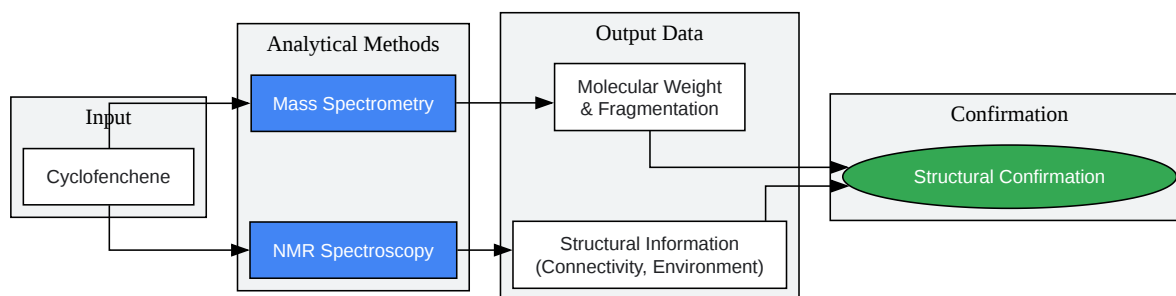 Input
Cyclofenchene
Analytical Methods
Mass Spectrometry
NMR Spectroscopy
Output Data
Molecular Weight
& Fragmentation
Structural Information
(Connectivity, Environment)
Confirmation
Structural Confirmation